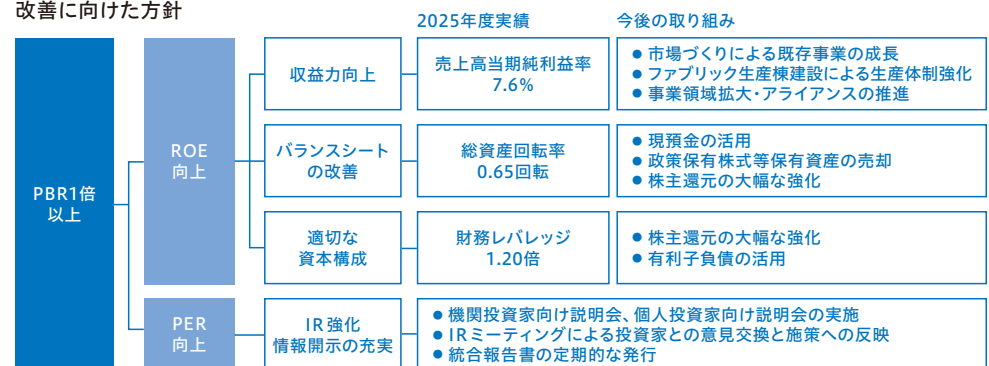 改善に向けた方針
2025年度実績
今後の取り組み
PBR1倍
以上
ROE
向上
収益力向上
売上高当期純利益率
7.6%
● 市場づくりによる既存事業の成長
● ファブリック生産棟建設による生産体制強化
● 事業領域拡大・アライアンスの推進
バランスシート
の改善
総資産回転率
0.65回転
● 現預金の活用
● 政策保有株式等保有資産の売却
● 株主還元の大幅な強化
適切な
資本構成
財務レバレッジ
1.20倍
● 株主還元の大幅な強化
● 有利子負債の活用
PER
向上
IR強化
情報開示の充実
● 機関投資家向け説明会、個人投資家向け説明会の実施
● IRミーティングによる投資家との意見交換と施策への反映
● 統合報告書の定期的な発行